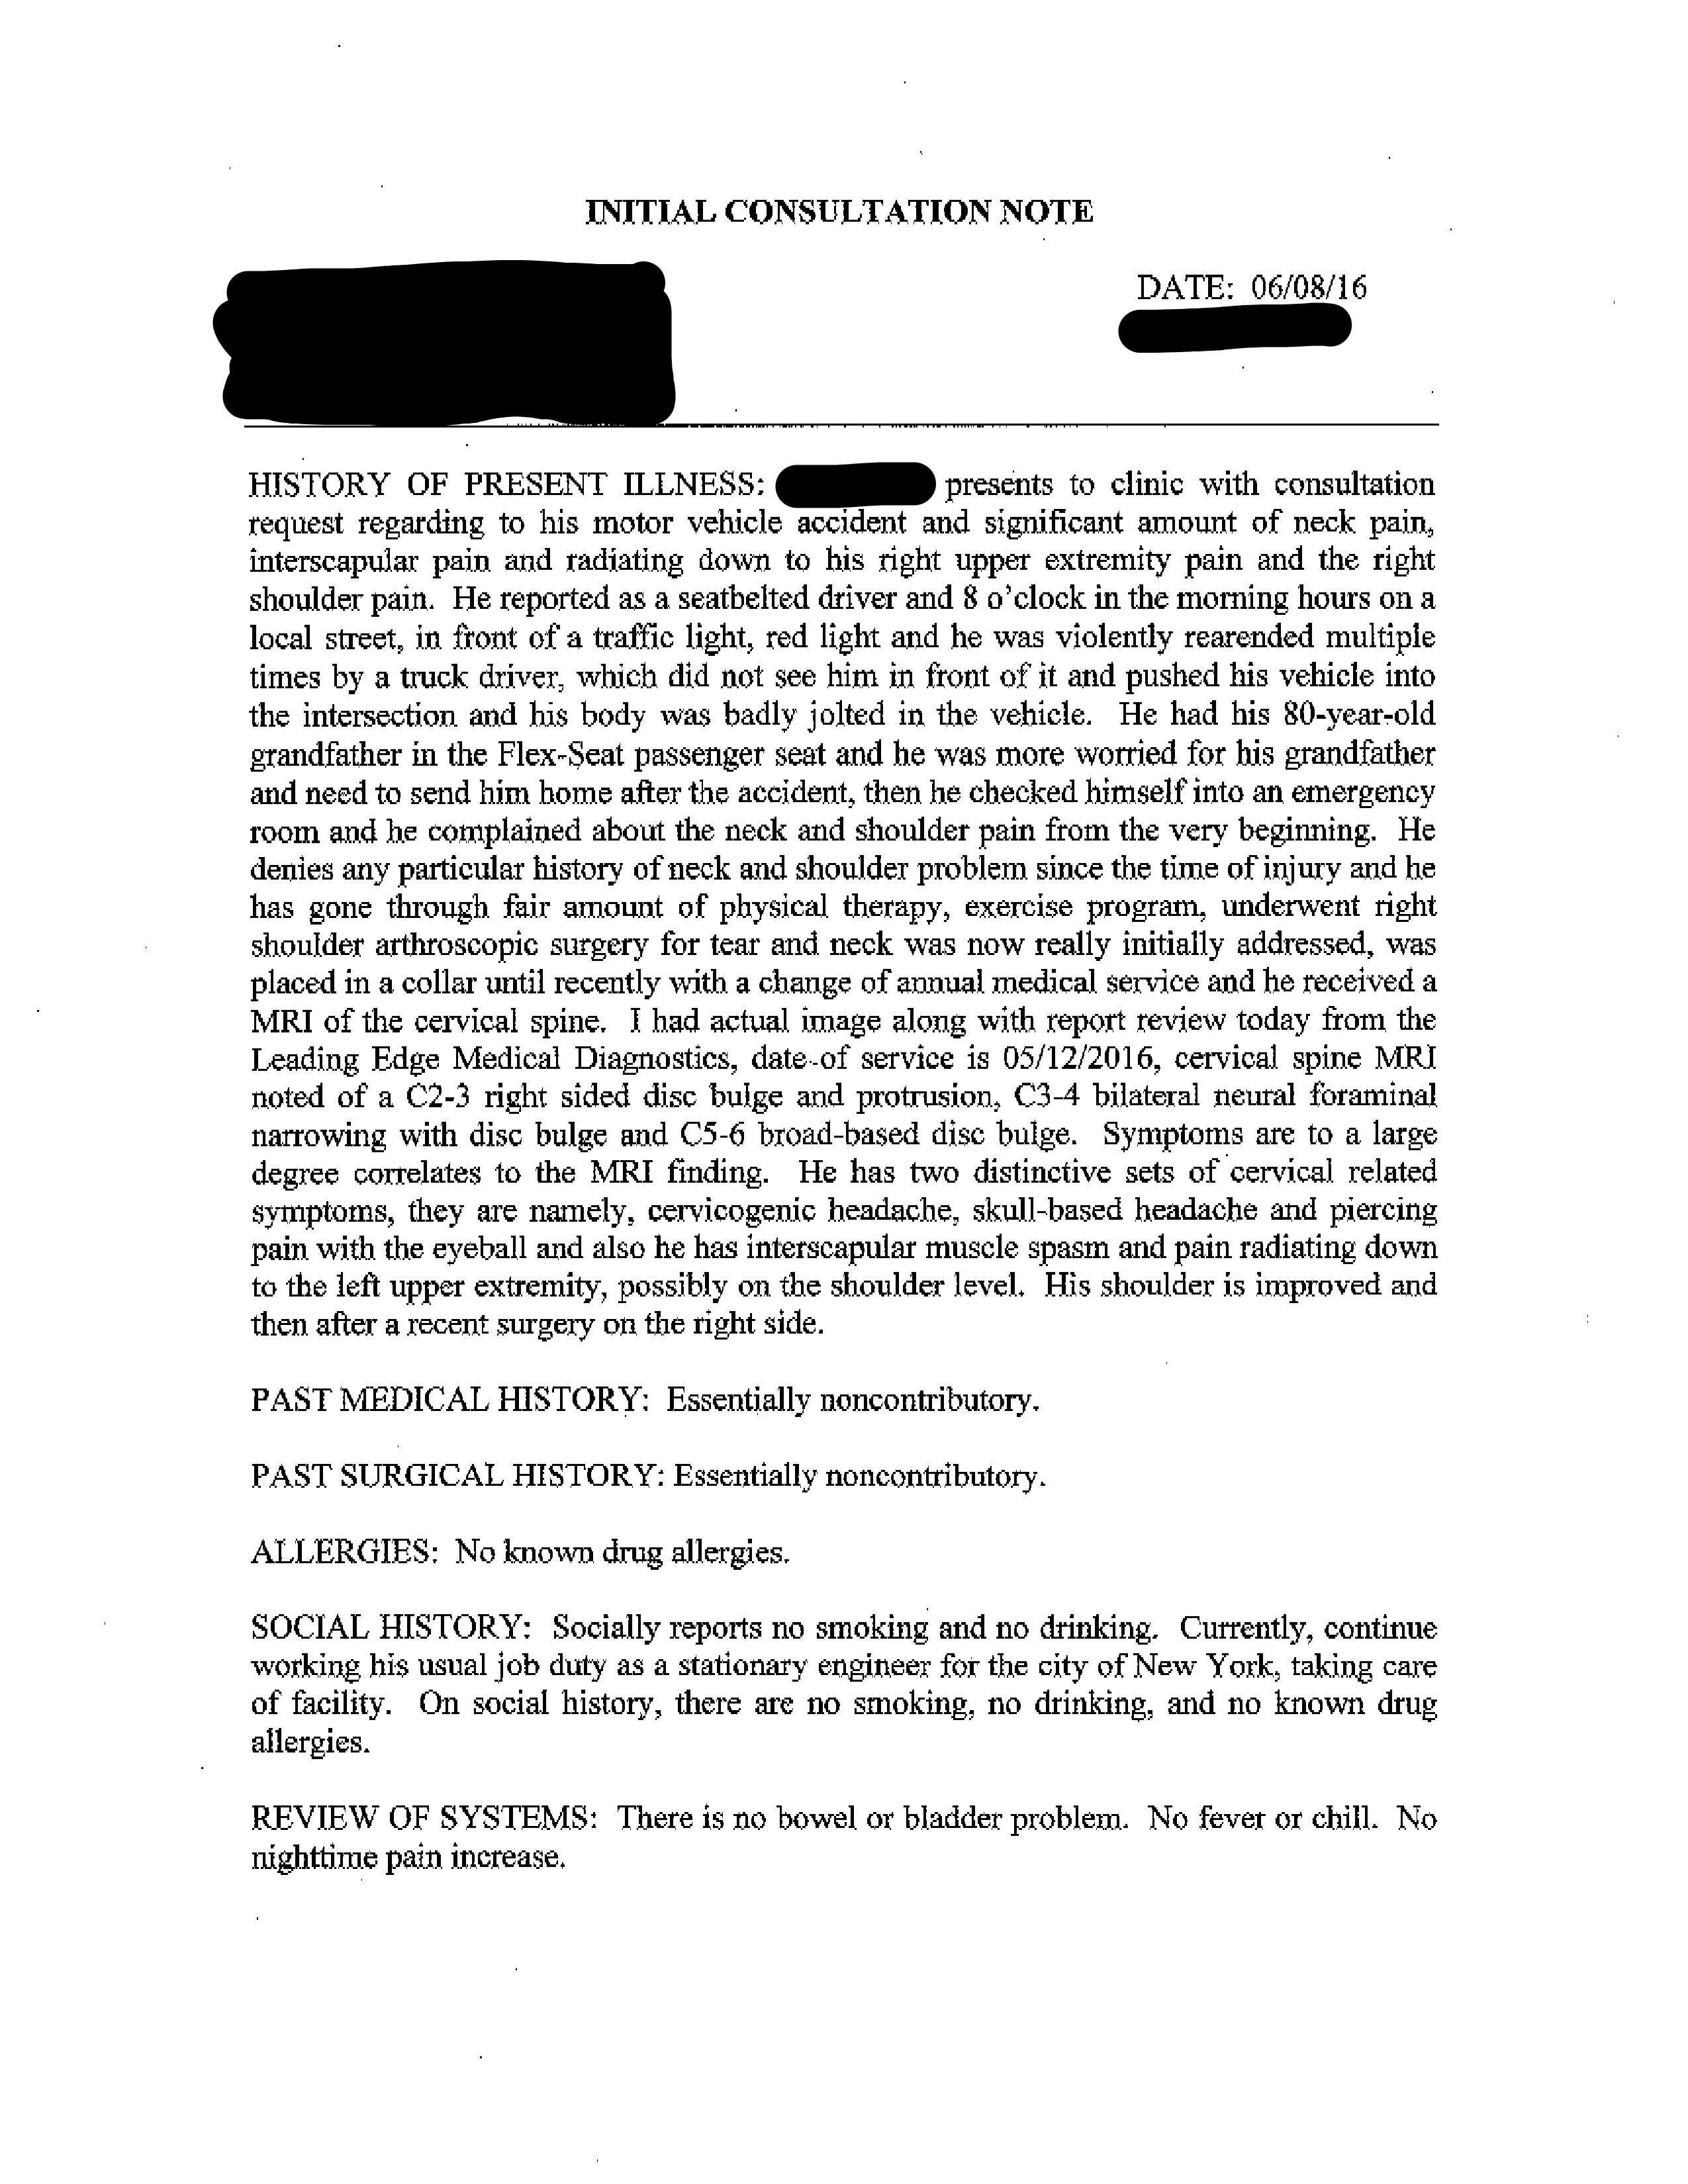 INITIAL CONSULTATION NOTE
DATE: 06/08/16
HISTORY OF PRESENT ILLNESS: presents to clinic with consultation
request regarding to his motor vehicle accident and significant amount of neck pain,
interscapular pain and radiating down to his right upper extremity pain and the right
shoulder pain. He reported as a seatbelted driver and 8 o'clock in the morning hours on a
local street, in front of a traffic light, red light and he was violently rearended multiple
times by a truck driver, which did not see him in front of it and pushed his vehicle into
the intersection and his body was badly jolted in the vehicle. He had his 80-year-old
grandfather in the Flex-Seat passenger seat and he was more worried for his grandfather
and need to send him home after the accident, then he checked himself into an emergency
room and he complained about the neck and shoulder pain from the very beginning. He
denies any particular history of neck and shoulder problem since the time of injury and he
has gone through fair amount of physical therapy, exercise program, underwent right
shoulder arthroscopic surgery for tear and neck was now really initially addressed, was
placed in a collar until recently with a change of annual medical service and he received a
MRI of the cervical spine. I had actual image along with report review today from the
Leading Edge Medical Diagnostics, date of service is 05/12/2016, cervical spine MRI
noted of a C2-3 right sided disc bulge and protrusion, C3-4 bilateral neural foraminal
narrowing with disc bulge and C5-6 broad-based disc bulge. Symptoms are to a large
degree correlates to the MRI finding. He has two distinctive sets of cervical related
symptoms, they are namely, cervicogenic headache, skull-based headache and piercing
pain with the eyeball and also he has interscapular muscle spasm and pain radiating down
to the left upper extremity, possibly on the shoulder level. His shoulder is improved and
then after a recent surgery on the right side.
PAST MEDICAL HISTORY: Essentially noncontributory.
PAST SURGICAL HISTORY: Essentially noncontributory.
ALLERGIES: No known drug allergies.
SOCIAL HISTORY: Socially reports no smoking and no drinking. Currently, continue
working his usual job duty as a stationary engineer for the city of New York, taking care
of facility. On social history, there are no smoking, no drinking, and no known drug
allergies.
REVIEW OF SYSTEMS: There is no bowel or bladder problem. No fever or chill. No
nighttime pain increase.